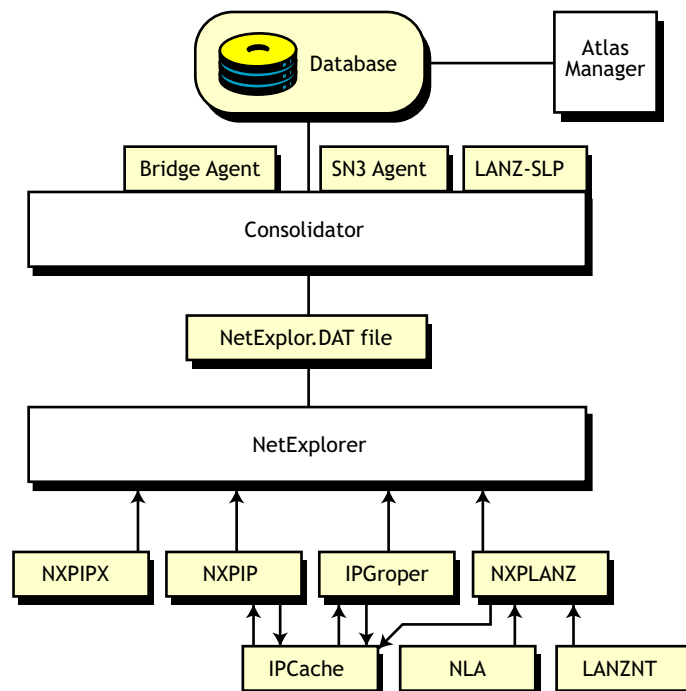 Database
Atlas
Manager
Bridge Agent
SN3 Agent
LANZ-SLP
Consolidator
NetExplor.DAT file
NetExplorer
NXPIPX
NXPIP
IPGroper
NXPLANZ
IPCache
NLA
LANZNT